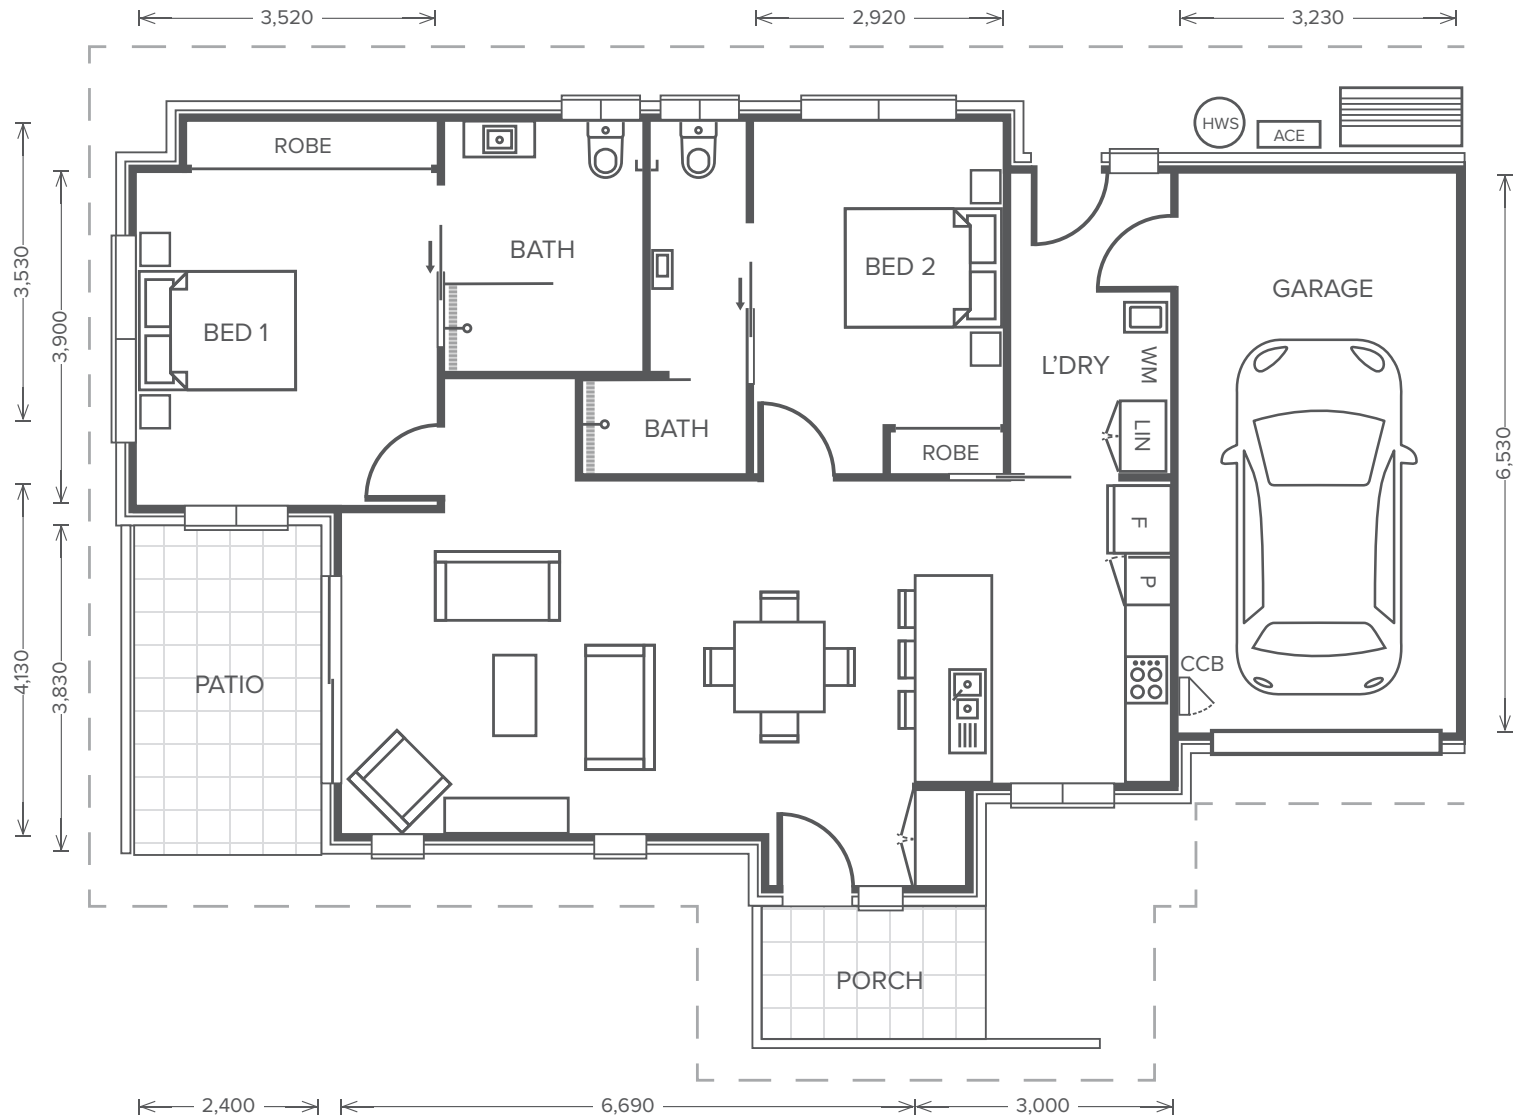 3,520
2,920
3,230
ROBE
HWS
ACE
BATH
BED 2
GARAGE
3,530
3,900
BED 1
L'DRY
WM
BATH
LIN
ROBE
6,530
F
P
4,130
3,830
PATIO
CCB
PORCH
2,400
6,690
3,000